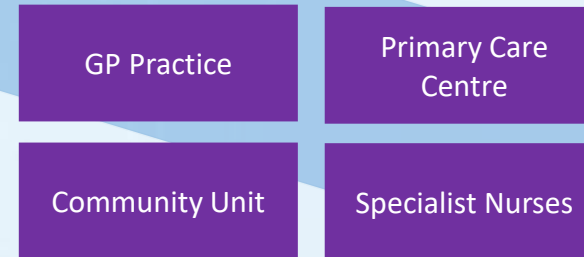 GP Practice
Primary Care
Centre
Community Unit
Specialist Nurses